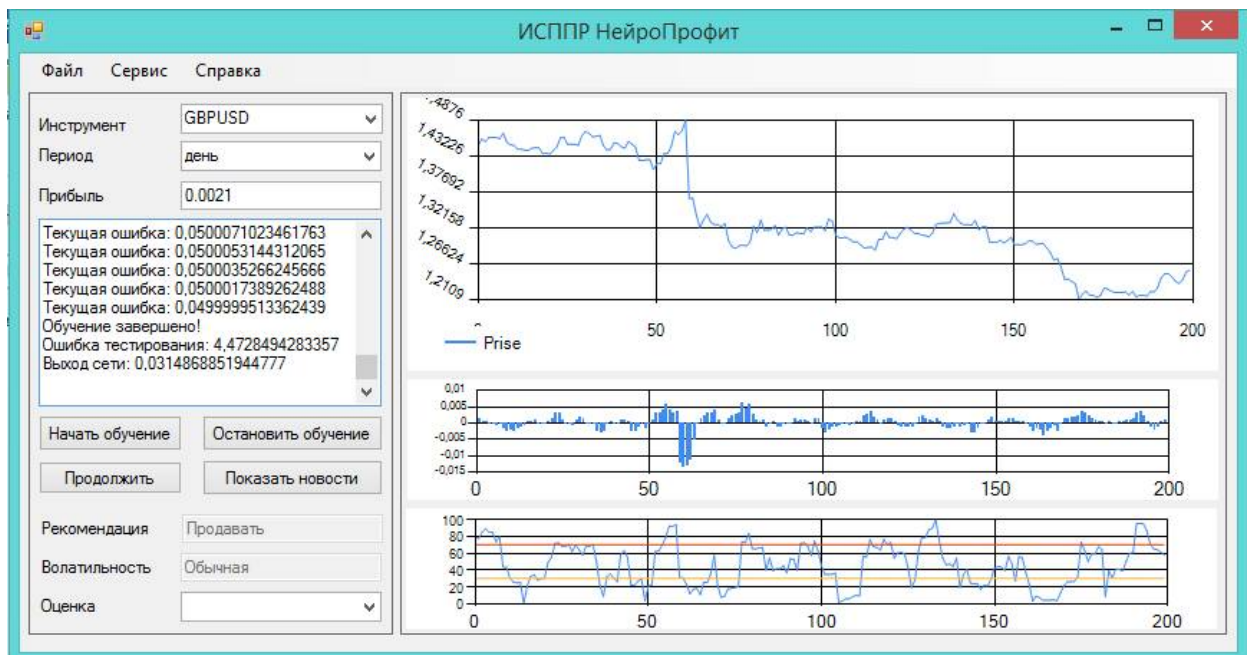 ИСППР НейроПрофит
Файл Сервис Справка
Инструмент GBPUSD
Период день
Прибыль 0.0021
Текущая ошибка: 0,0500071023461763
Текущая ошибка: 0,0500053144312065
Текущая ошибка: 0,0500035266245666
Текущая ошибка: 0,0500017389262488
Текущая ошибка: 0,0499999513362439
Обучение завершено!
Ошибка тестирования: 4,4728494283357
Выход сети: 0,0314868851944777
Начать обучение Остановить обучение
Продолжить Показать новости
Рекомендация Продавать
Волатильность Обычная
Оценка
,4876
1,43226
1,37692
1,32158
1,26624
1,2109
50 100 150 200
Prise
0,01
0,005
0
-0,005
-0,01
-0,015
0 50 100 150 200
100
80
60
40
20
0
0 50 100 150 200